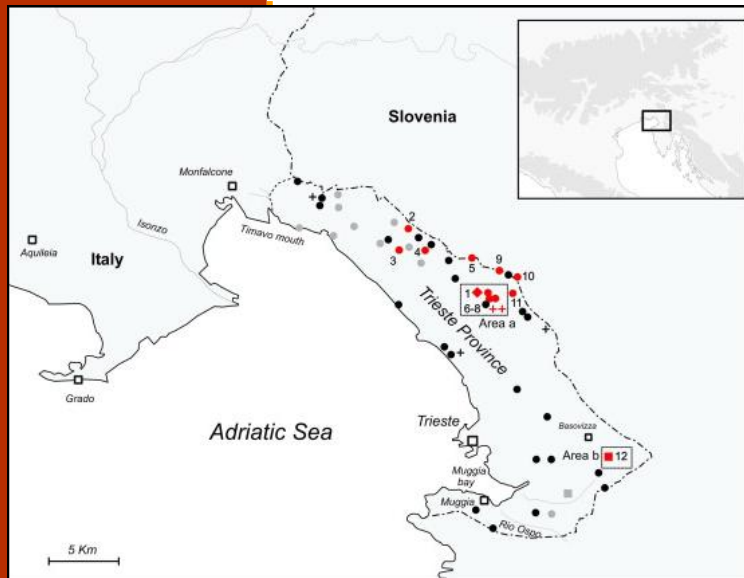 Slovenia
Monfalcone
Isonzo
Timavo mouth
Aquileia
Italy
2
3
4
5
9
10
1
6-8
11
Area a
Trieste Province
Grado
Adriatic Sea
Trieste
Basovizza
Area b
12
Muggia
bay
Muggia
Rio Ospo
5 Km